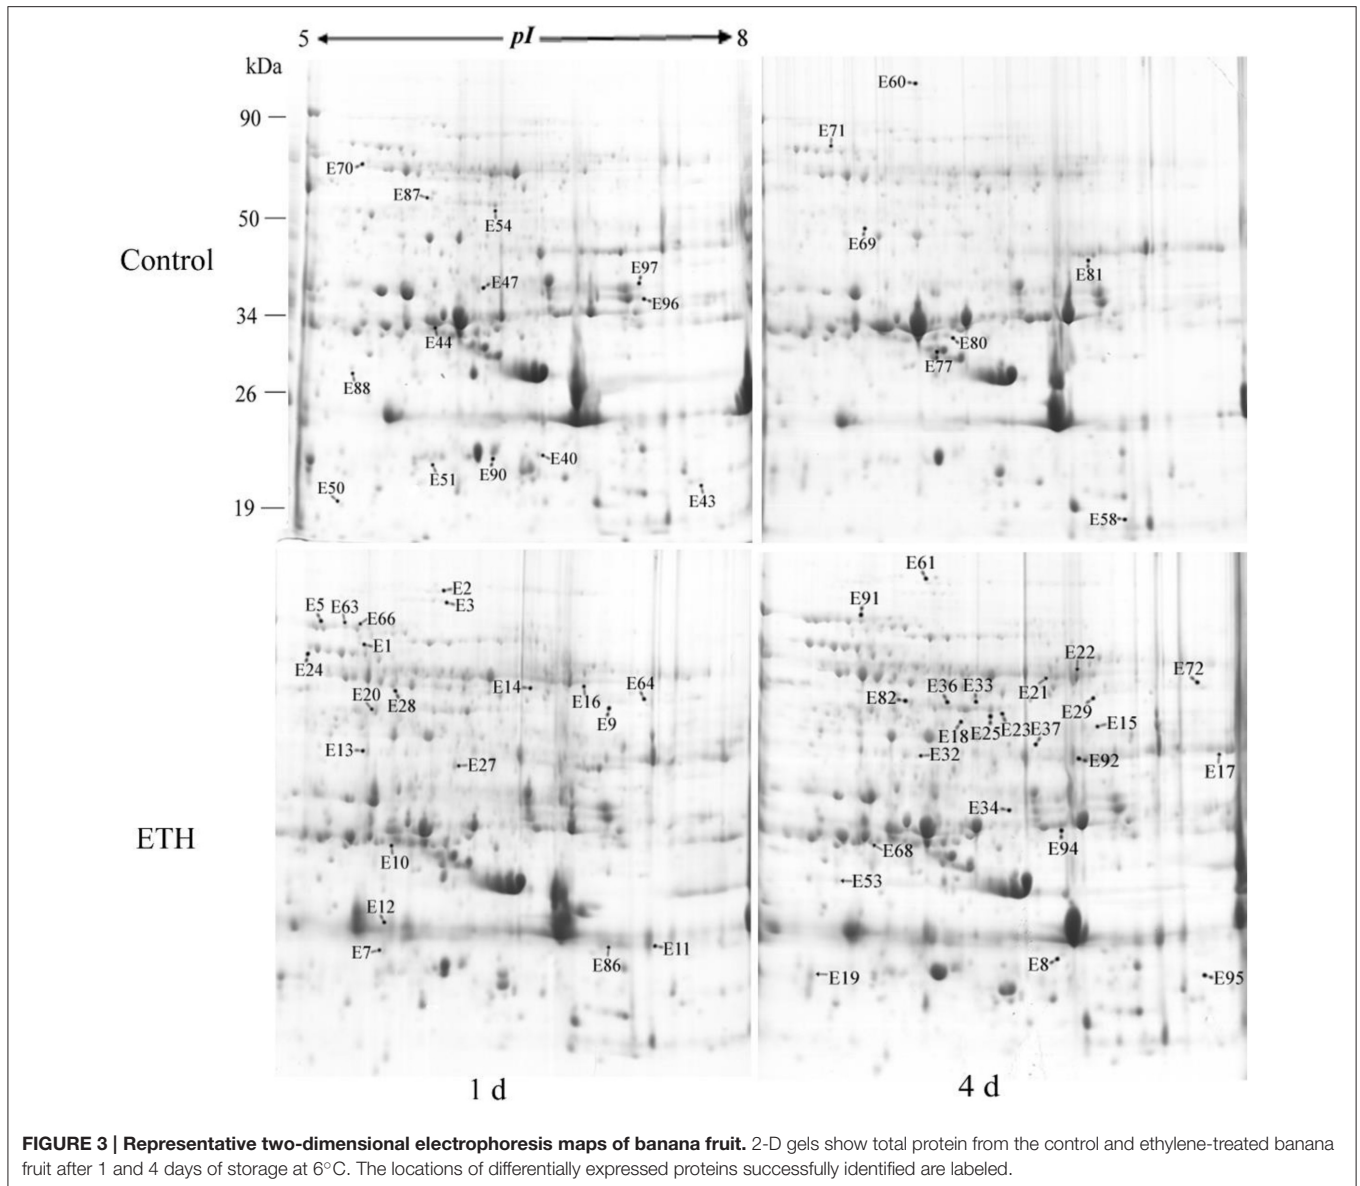 5 pI 8
kDa
90
50
34
26
19
Control
E70
E87
E54
E47
E97
E96
E44
E88
E51
E90
E40
E50
E43
E60
E71
E69
E81
E80
E77
E58
ETH
E2
E3
E5 E63 E66
E1
E24
E20
E28
E14
E16
E64
E9
E13
E27
E10
E12
E7
E86
E11
1 d
E61
E91
E22
E72
E21
E82
E36
E33
E29
E18
E25
E23
E37
E15
E32
E92
E17
E34
E68
E94
E53
E8
E19
E95
4 d
FIGURE 3 | Representative two-dimensional electrophoresis maps of banana fruit. 2-D gels show total protein from the control and ethylene-treated banana
fruit after 1 and 4 days of storage at 6°C. The locations of differentially expressed proteins successfully identified are labeled.